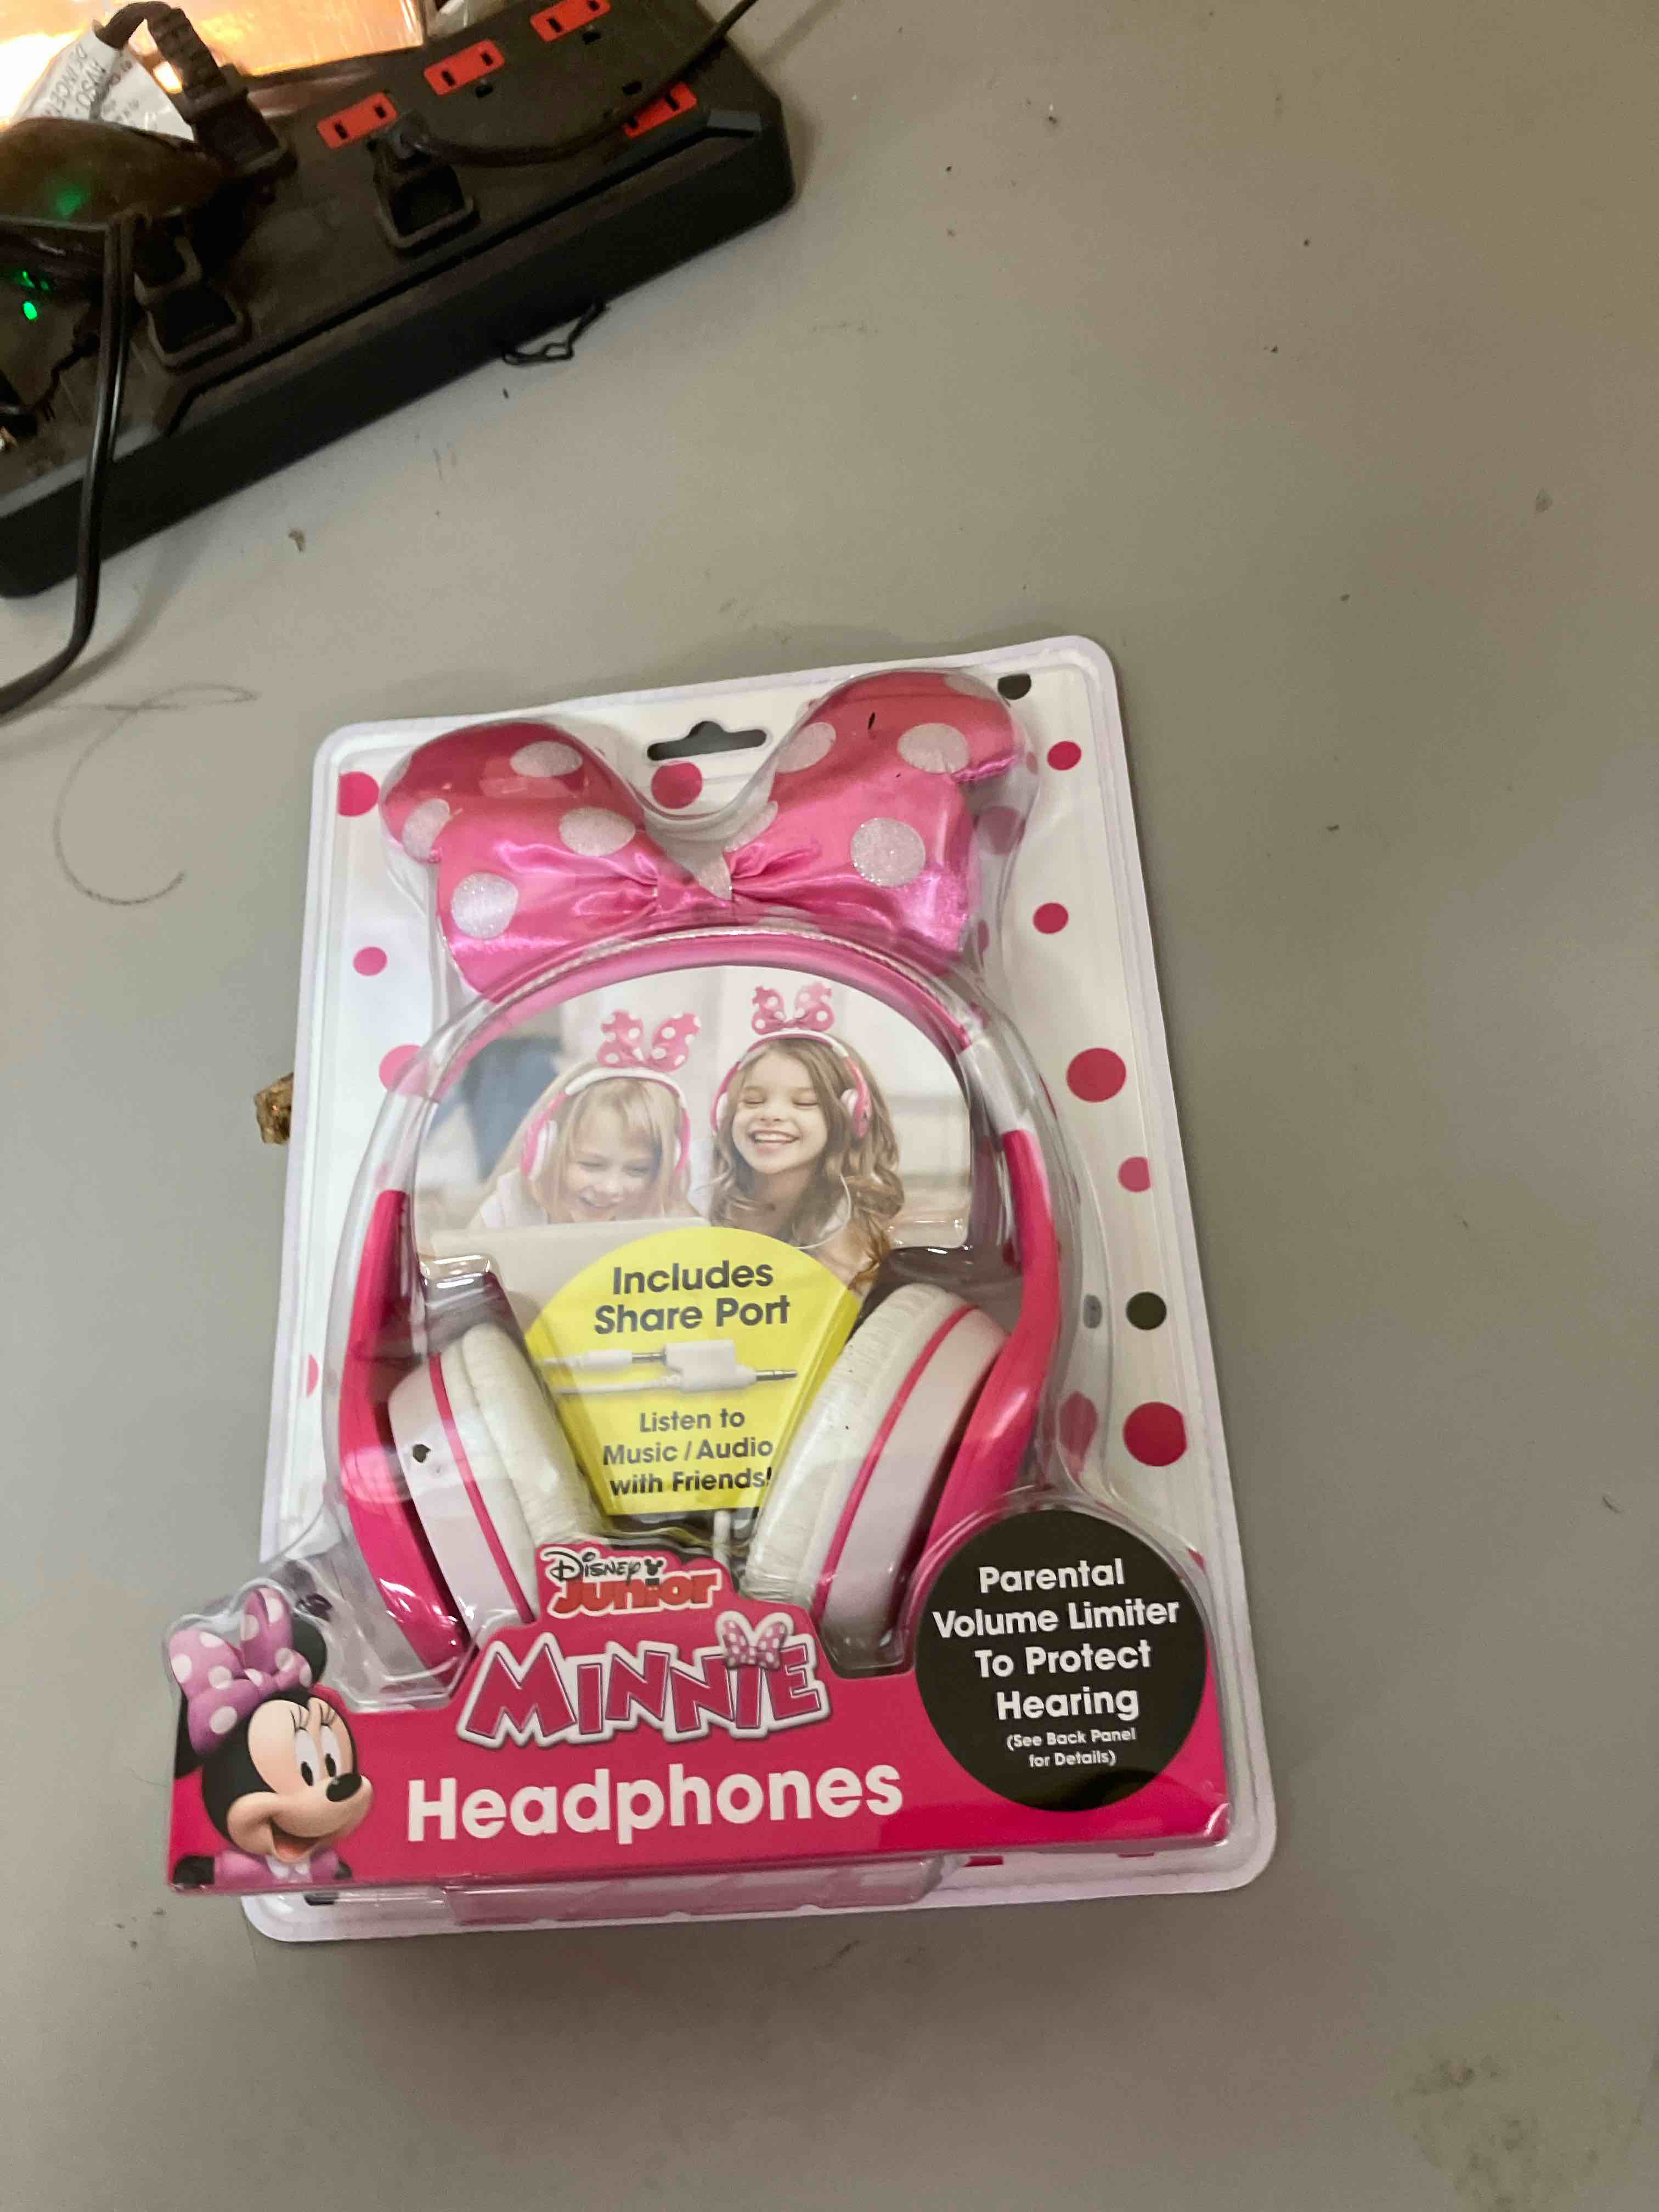 Includes
Share Port
Listen to
Music / Audio
with Friends!
Disney
Junior
MINNIE
Headphones
Parental
Volume Limiter
To Protect
Hearing
(See Back Panel
for Details)